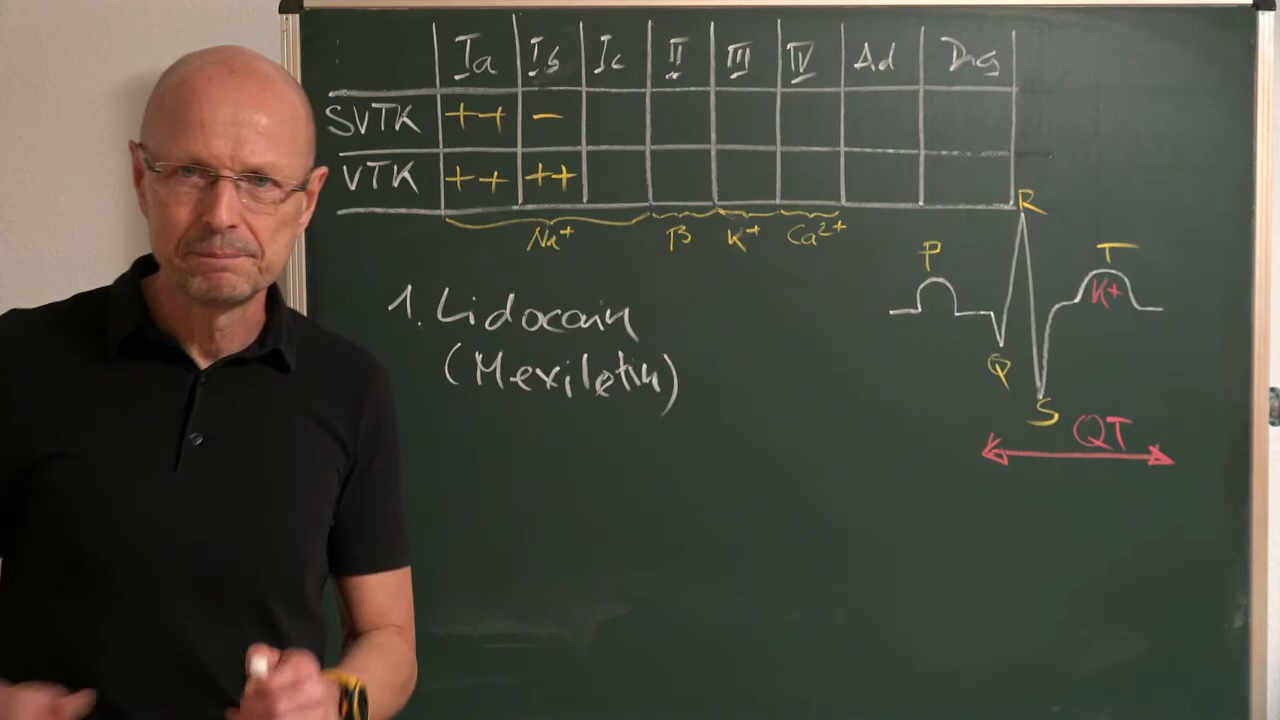 Ia Ib Ic II III IV Ad Dig
SVTK ++ -
VTK ++ ++
Na+ β K+ Ca2+
1. Lidocain
(Mexiletin)
R
P T
K+
Q
S
QT